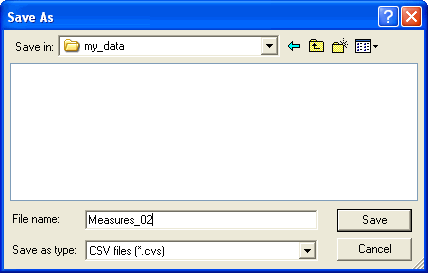 Save As
Save in: my_data
File name: Measures_02 Save
Save as type: CSV files (*.cvs) Cancel